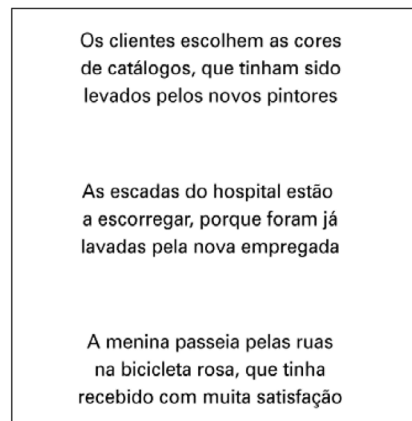 Os clientes escolhem as cores
de catálogos, que tinham sido
levados pelos novos pintores
As escadas do hospital estão
a escorregar, porque foram já
lavadas pela nova empregada
A menina passeia pelas ruas
na bicicleta rosa, que tinha
recebido com muita satisfação